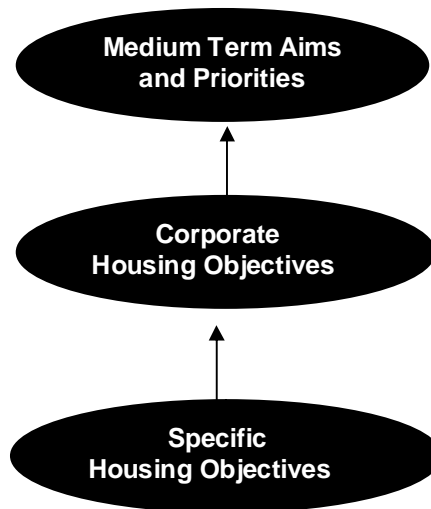 Medium Term Aims
and Priorities
Corporate
Housing Objectives
Specific
Housing Objectives